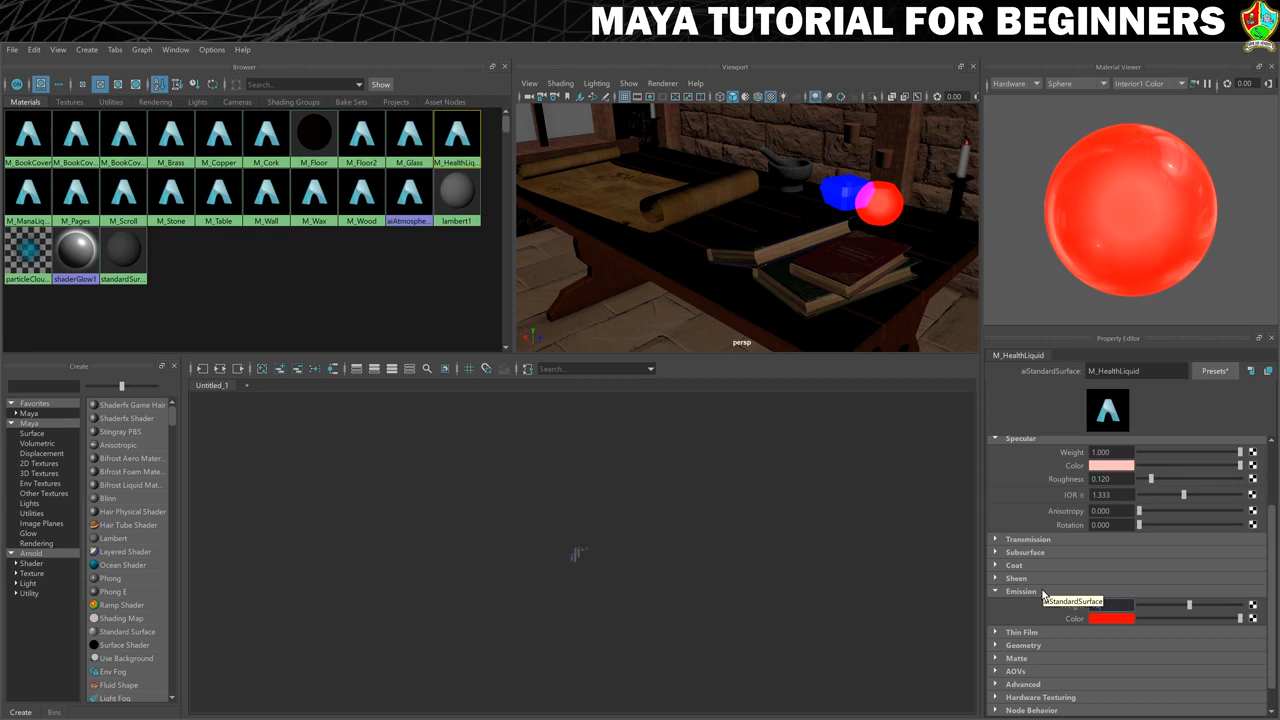 MAYA TUTORIAL FOR BEGINNERS
File Edit View Create Tabs Graph Window Options Help
Browser
Search... Show
Materials Textures Utilities Rendering Lights Cameras Shading Groups Bake Sets Projects Asset Nodes
M_BookCover M_BookCov... M_BookCov... M_Brass M_Copper M_Cork M_Floor M_Floor2 M_Glass M_HealthLiq...
M_ManaLiq... M_Pages M_Scroll M_Stone M_Table M_Wall M_Wax M_Wood aiAtmosphe... lambert1
particleClou... shaderGlow1 standardSur...
Viewport
View Shading Lighting Show Renderer Help
0.00
persp
Material Viewer
Hardware Sphere Interior1 Color 0.00
Create
Favorites
Maya
Maya
Surface
Volumetric
Displacement
2D Textures
3D Textures
Env Textures
Other Textures
Lights
Utilities
Image Planes
Glow
Rendering
Arnold
Shader
Texture
Light
Utility
Shaderfx Game Hair
Shaderfx Shader
Stingray PBS
Anisotropic
Bifrost Aero Mater...
Bifrost Foam Mate...
Bifrost Liquid Mat...
Blinn
Hair Physical Shader
Hair Tube Shader
Lambert
Layered Shader
Ocean Shader
Phong
Phong E
Ramp Shader
Shading Map
Standard Surface
Surface Shader
Use Background
Env Fog
Fluid Shape
Light Fog
Create Bins
Search...
Untitled_1 +
Property Editor
M_HealthLiquid
aiStandardSurface: M_HealthLiquid Presets*
Specular
Weight 1.000
Color
Roughness 0.120
IOR 1.333
Anisotropy 0.000
Rotation 0.000
Transmission
Subsurface
Coat
Sheen
Emission
aiStandardSurface
Color
Thin Film
Geometry
Matte
AOVs
Advanced
Hardware Texturing
Node Behavior